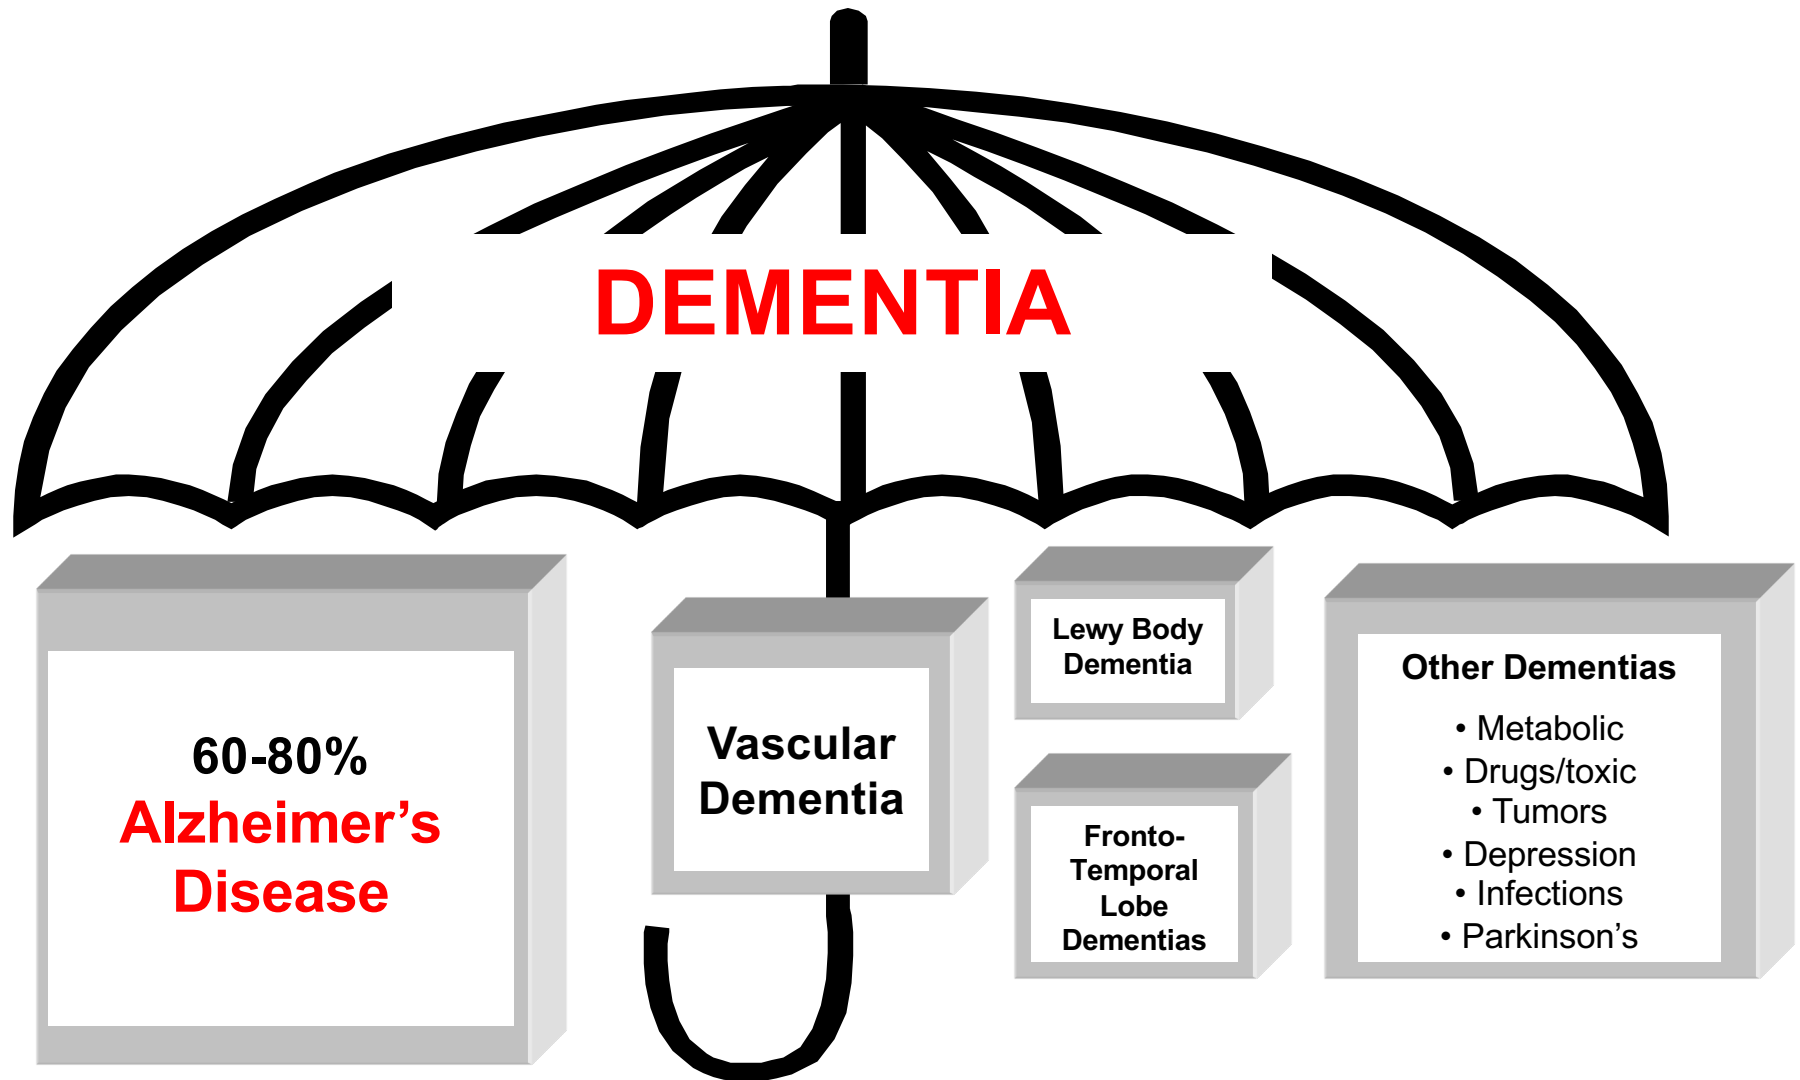 DEMENTIA
60-80%
Alzheimer’s
Disease
Vascular
Dementia
Lewy Body
Dementia
Fronto-
Temporal
Lobe
Dementias
Other Dementias
• Metabolic
• Drugs/toxic
• Tumors
• Depression
• Infections
• Parkinson’s